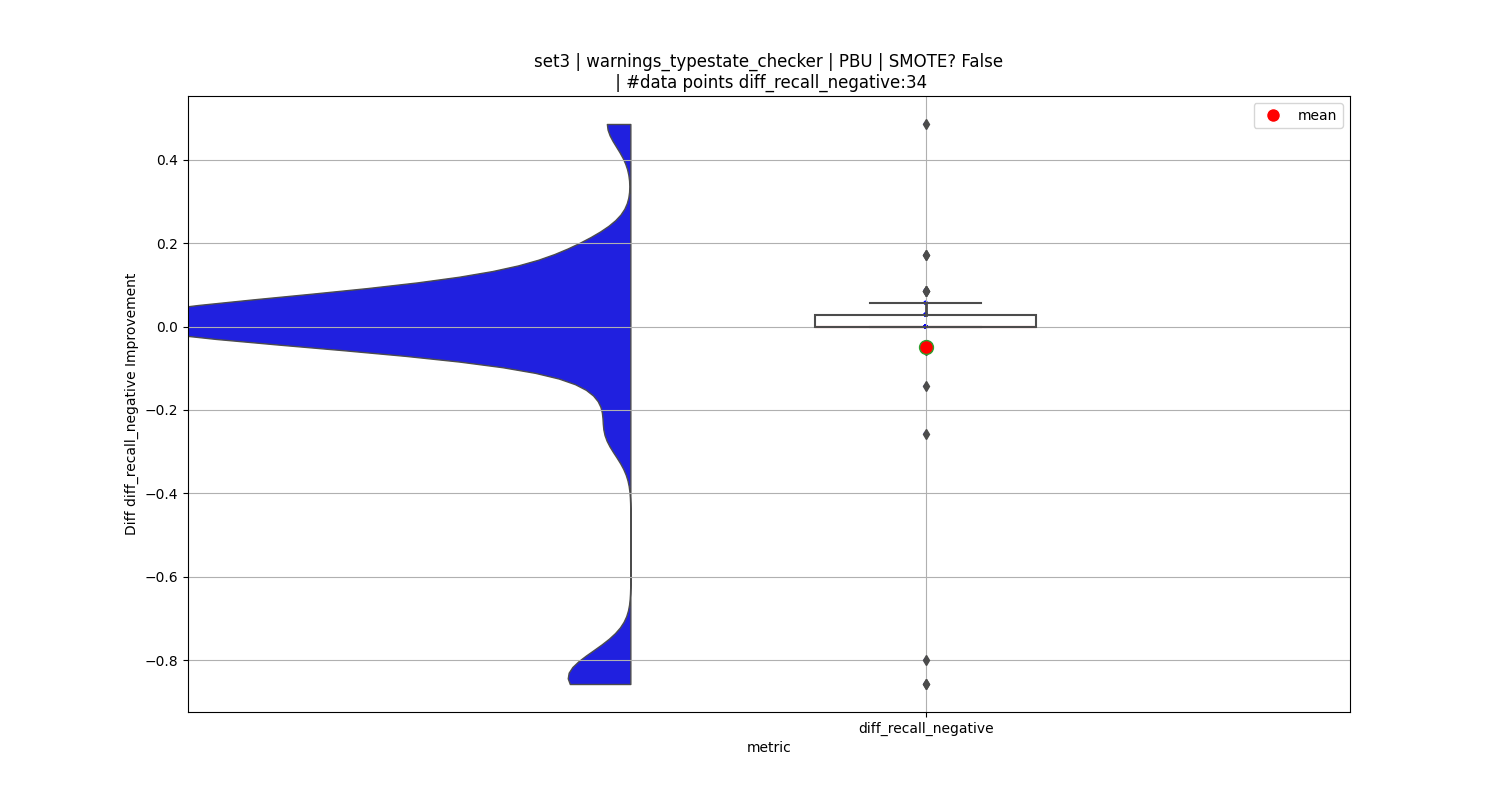 set3 | warnings_typestate_checker | PBU | SMOTE? False
| #data points diff_recall_negative:34
mean
0.4
0.2
0.0
−0.2
−0.4
−0.6
−0.8
Diff diff_recall_negative Improvement
diff_recall_negative
metric